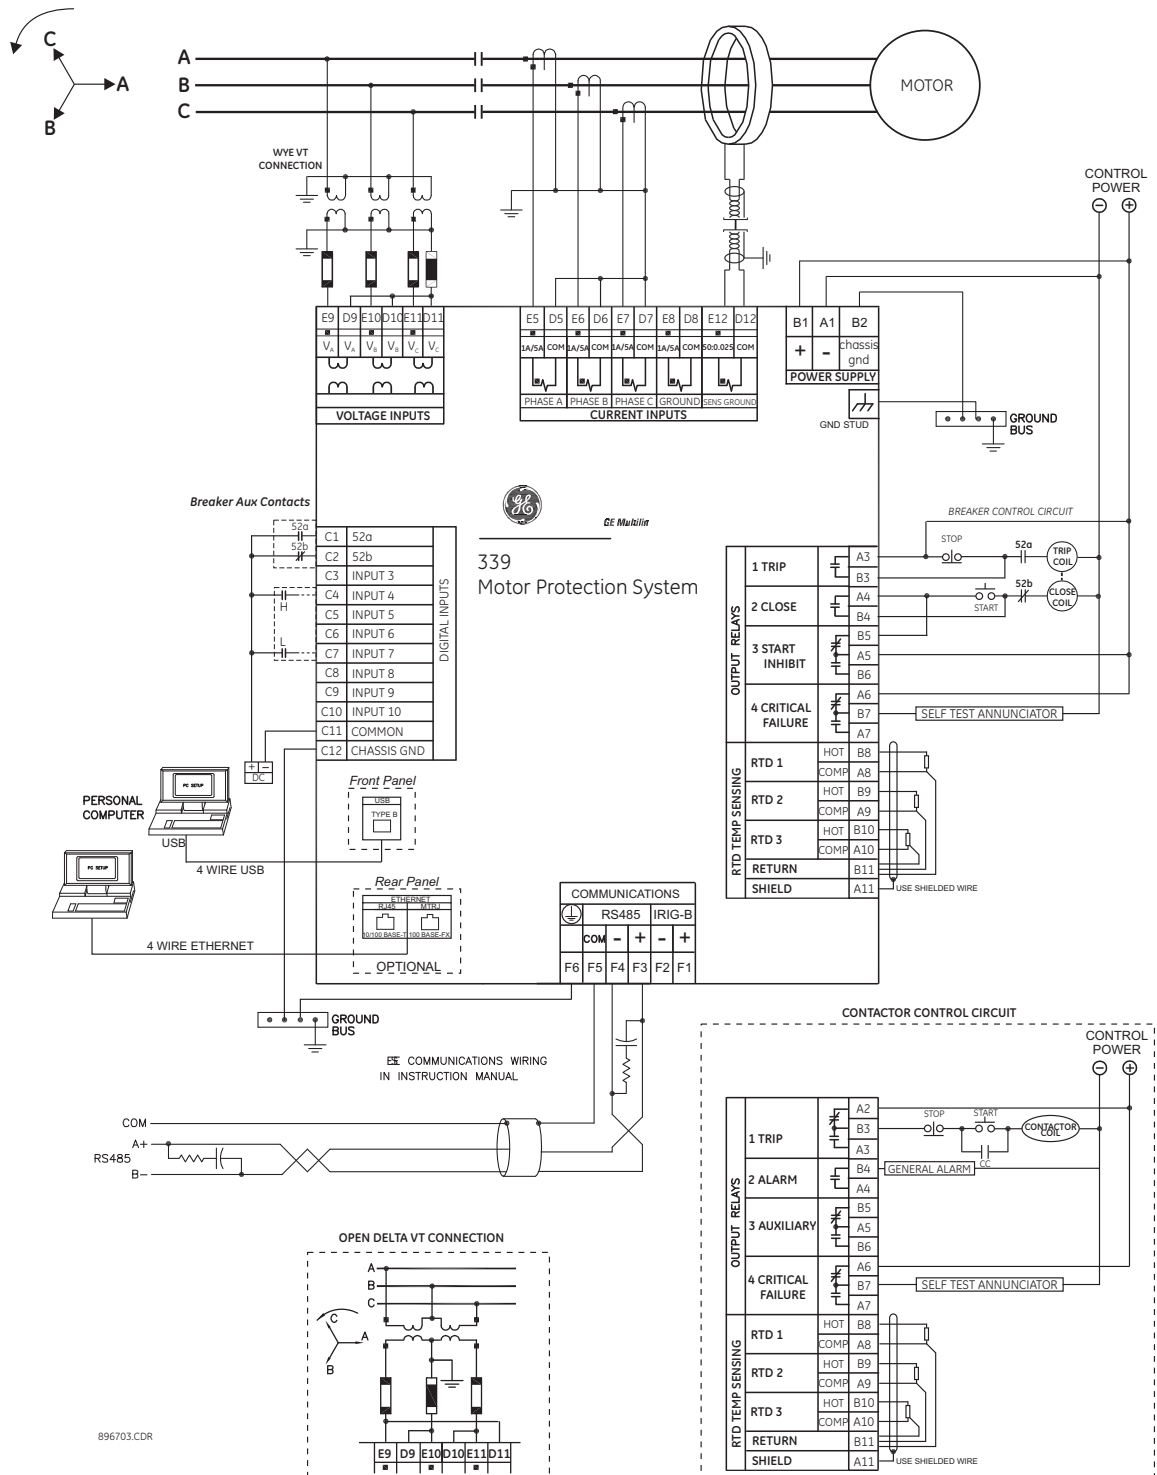 C
A
B
A
B
C
MOTOR
WYE VT
CONNECTION
CONTROL
POWER
E9 D9 E10 D10 E11 D11
VA VA VB VB VC VC
VOLTAGE INPUTS
E5 D5 E6 D6 E7 D7 E8 D8 E12 D12
1A/5A COM 1A/5A COM 1A/5A COM 1A/5A COM 50:0.025 COM
PHASE A PHASE B PHASE C GROUND SENS GROUND
CURRENT INPUTS
B1 A1 B2
+ - chassis
gnd
POWER SUPPLY
GND STUD
GROUND
BUS
Breaker Aux Contacts
52a
52b
H
L
C1 52a
C2 52b
C3 INPUT 3
C4 INPUT 4
C5 INPUT 5
C6 INPUT 6
C7 INPUT 7
C8 INPUT 8
C9 INPUT 9
C10 INPUT 10
C11 COMMON
C12 CHASSIS GND
DIGITAL INPUTS
+ -
DC
GE
GE Multilin
339
Motor Protection System
BREAKER CONTROL CIRCUIT
STOP
52a
TRIP
COIL
START
52b
CLOSE
COIL
OUTPUT RELAYS
1 TRIP
A3
B3
2 CLOSE
A4
B4
3 START
INHIBIT
B5
A5
B6
4 CRITICAL
FAILURE
A6
B7
A7
SELF TEST ANNUNCIATOR
RTD TEMP SENSING
RTD 1 HOT B8
COMP A8
RTD 2 HOT B9
COMP A9
RTD 3 HOT B10
COMP A10
RETURN B11
SHIELD A11
USE SHIELDED WIRE
PERSONAL
COMPUTER
PC SETUP
USB
4 WIRE USB
Front Panel
USB
TYPE B
PC SETUP
4 WIRE ETHERNET
Rear Panel
ETHERNET
RJ45 MTRJ
10/100 BASE-T 100 BASE-FX
OPTIONAL
COMMUNICATIONS
RS485 IRIG-B
COM - + - +
F6 F5 F4 F3 F2 F1
GROUND
BUS
COMMUNICATIONS WIRING
IN INSTRUCTION MANUAL
COM
A+
RS485
B-
CONTACTOR CONTROL CIRCUIT
CONTROL
POWER
OUTPUT RELAYS
1 TRIP
A2
B3
A3
STOP
START
CC
CONTACTOR
COIL
2 ALARM
B4
A4
GENERAL ALARM
3 AUXILIARY
B5
A5
B6
4 CRITICAL
FAILURE
A6
B7
A7
SELF TEST ANNUNCIATOR
RTD TEMP SENSING
RTD 1 HOT B8
COMP A8
RTD 2 HOT B9
COMP A9
RTD 3 HOT B10
COMP A10
RETURN B11
SHIELD A11
USE SHIELDED WIRE
OPEN DELTA VT CONNECTION
A
B
C
C
A
B
E9 D9 E10 D10 E11 D11
896703.CDR